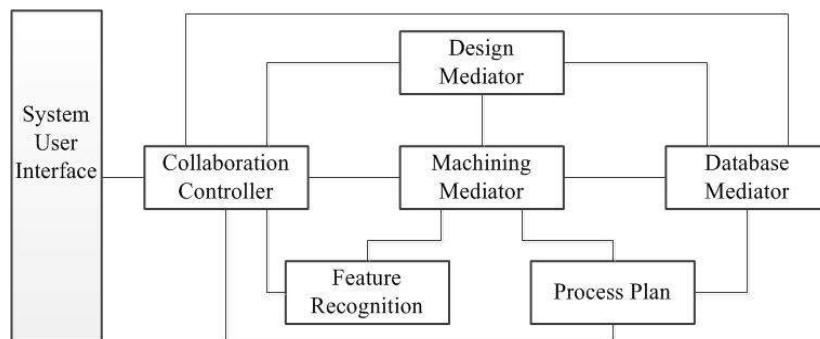 System
User
Interface
Design
Mediator
Collaboration
Controller
Machining
Mediator
Database
Mediator
Feature
Recognition
Process Plan